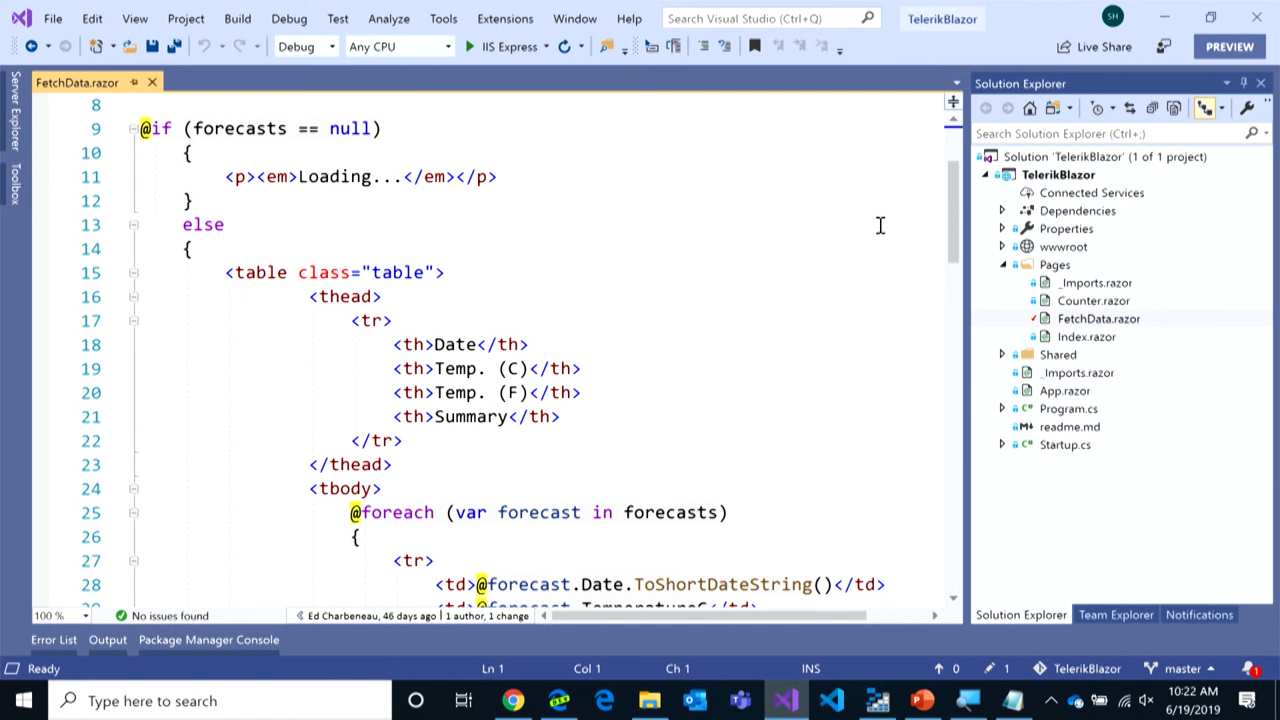 File Edit View Project Build Debug Test Analyze Tools Extensions Window Help Search Visual Studio (Ctrl+Q) TelerikBlazor SH
Debug Any CPU IIS Express Live Share PREVIEW
Server Explorer
Toolbox
FetchData.razor
8
9 @if (forecasts == null)
10 {
11 <p><em>Loading...</em></p>
12 }
13 else
14 {
15 <table class="table">
16 <thead>
17 <tr>
18 <th>Date</th>
19 <th>Temp. (C)</th>
20 <th>Temp. (F)</th>
21 <th>Summary</th>
22 </tr>
23 </thead>
24 <tbody>
25 @foreach (var forecast in forecasts)
26 {
27 <tr>
28 <td>@forecast.Date.ToShortDateString()</td>
100 % No issues found Ed Charbeneau, 46 days ago | 1 author, 1 change
Solution Explorer
Search Solution Explorer (Ctrl+;)
Solution 'TelerikBlazor' (1 of 1 project)
TelerikBlazor
Connected Services
Dependencies
Properties
wwwroot
Pages
_Imports.razor
Counter.razor
FetchData.razor
Index.razor
Shared
_Imports.razor
App.razor
C# Program.cs
readme.md
C# Startup.cs
Solution Explorer Team Explorer Notifications
Error List Output Package Manager Console
Ready Ln 1 Col 1 Ch 1 INS 0 1 TelerikBlazor master 1
Type here to search
10:22 AM
6/19/2019